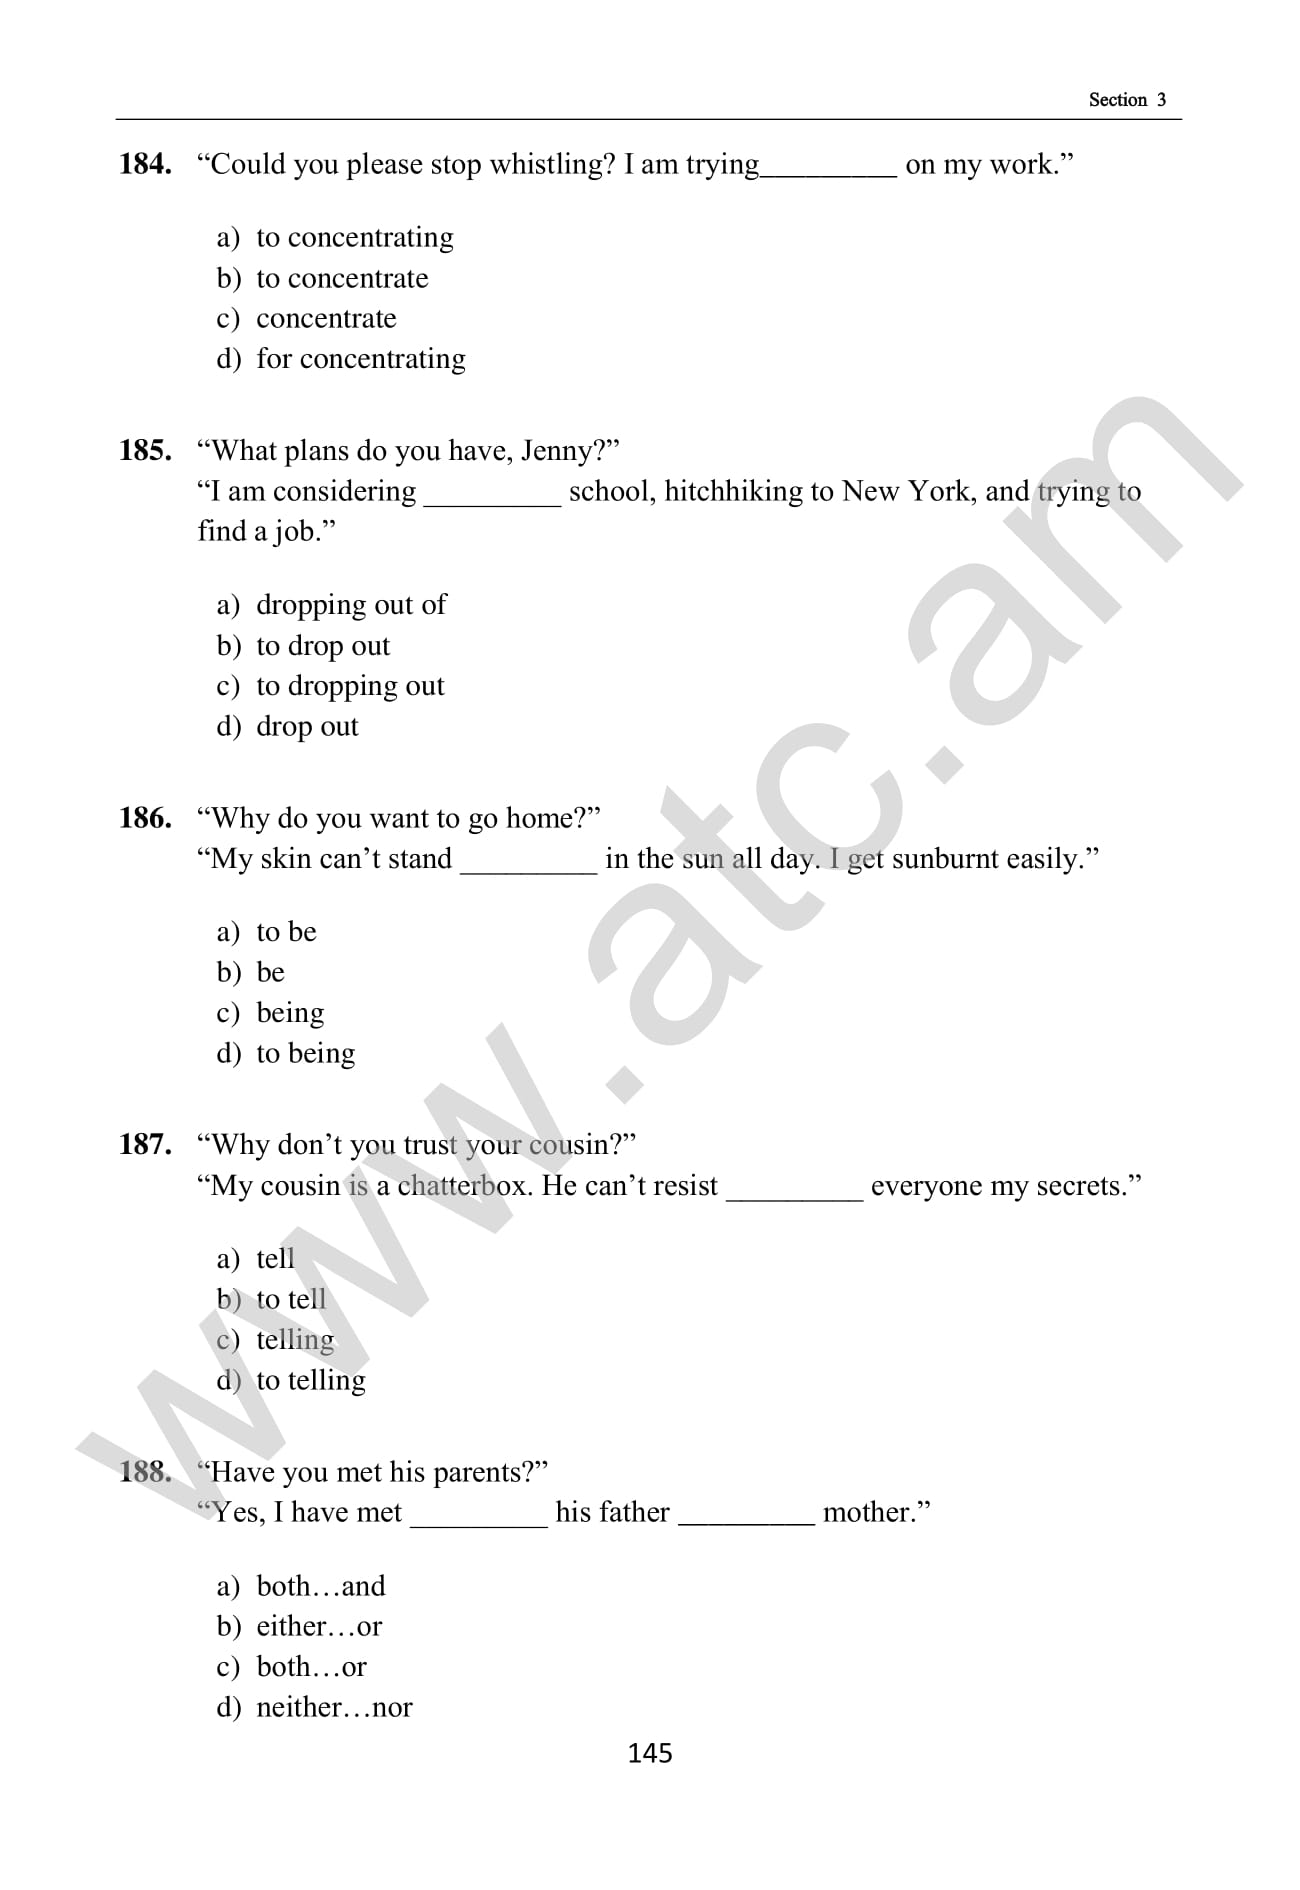 Section 3
184. “Could you please stop whistling? I am trying_________ on my work.”
a) to concentrating
b) to concentrate
c) concentrate
d) for concentrating
185. “What plans do you have, Jenny?”
“I am considering _________ school, hitchhiking to New York, and trying to
find a job.”
a) dropping out of
b) to drop out
c) to dropping out
d) drop out
186. “Why do you want to go home?”
“My skin can’t stand _________ in the sun all day. I get sunburnt easily.”
a) to be
b) be
c) being
d) to being
187. “Why don’t you trust your cousin?”
“My cousin is a chatterbox. He can’t resist _________ everyone my secrets.”
a) tell
b) to tell
c) telling
d) to telling
188. “Have you met his parents?”
“Yes, I have met _________ his father _________ mother.”
a) both…and
b) either…or
c) both…or
d) neither…nor
145
www.atc.am